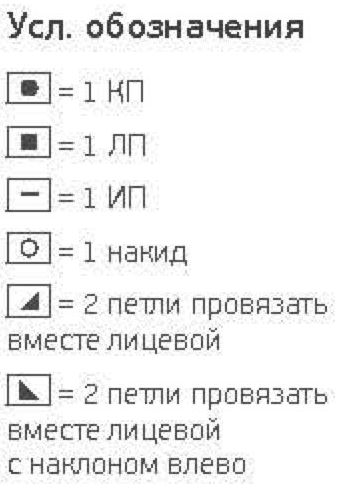 Усл. обозначения
= 1 КП
= 1 ЛП
= 1 ИП
= 1 накид
= 2 петли провязать
вместе лицевой
= 2 петли провязать
вместе лицевой
с наклоном влево